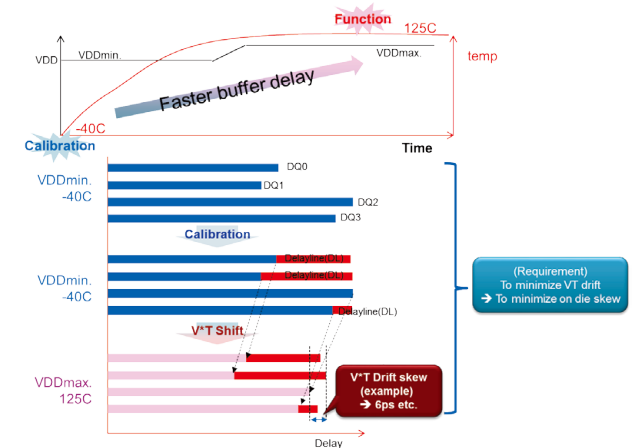 Function
125C
VDD
VDDmin.
VDDmax.
temp
Faster buffer delay
-40C
Calibration
Time
VDDmin.
-40C
DQ0
DQ1
DQ2
DQ3
Calibration
VDDmin.
-40C
Delayline(DL)
Delayline(DL)
Delayline(DL)
V*T Shift
(Requirement)
To minimize VT drift
➔ To minimize on die skew
VDDmax.
125C
V*T Drift skew
(example)
➔ 6ps etc.
Delay